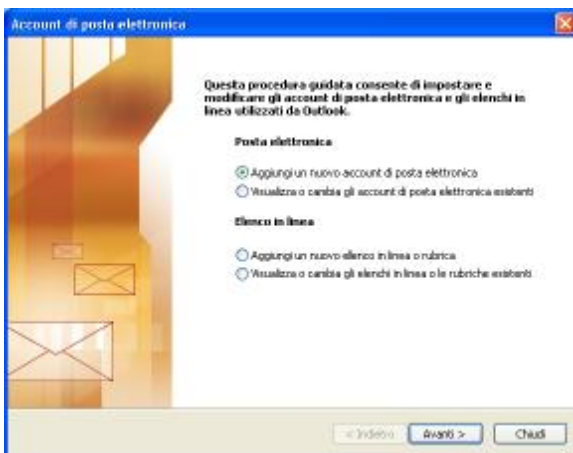 Account di posta elettronica
Questa procedura guidata consente di impostare e
modificare gli account di posta elettronica e gli elenchi in
linea utilizzati da Outlook.
Posta elettronica
Aggiungi un nuovo account di posta elettronica
Visualizza o cambia gli account di posta elettronica esistenti
Elenco in linea
Aggiungi un nuovo elenco in linea o rubrica
Visualizza o cambia gli elenchi in linea o le rubriche esistenti
< Indietro
Avanti >
Chiudi